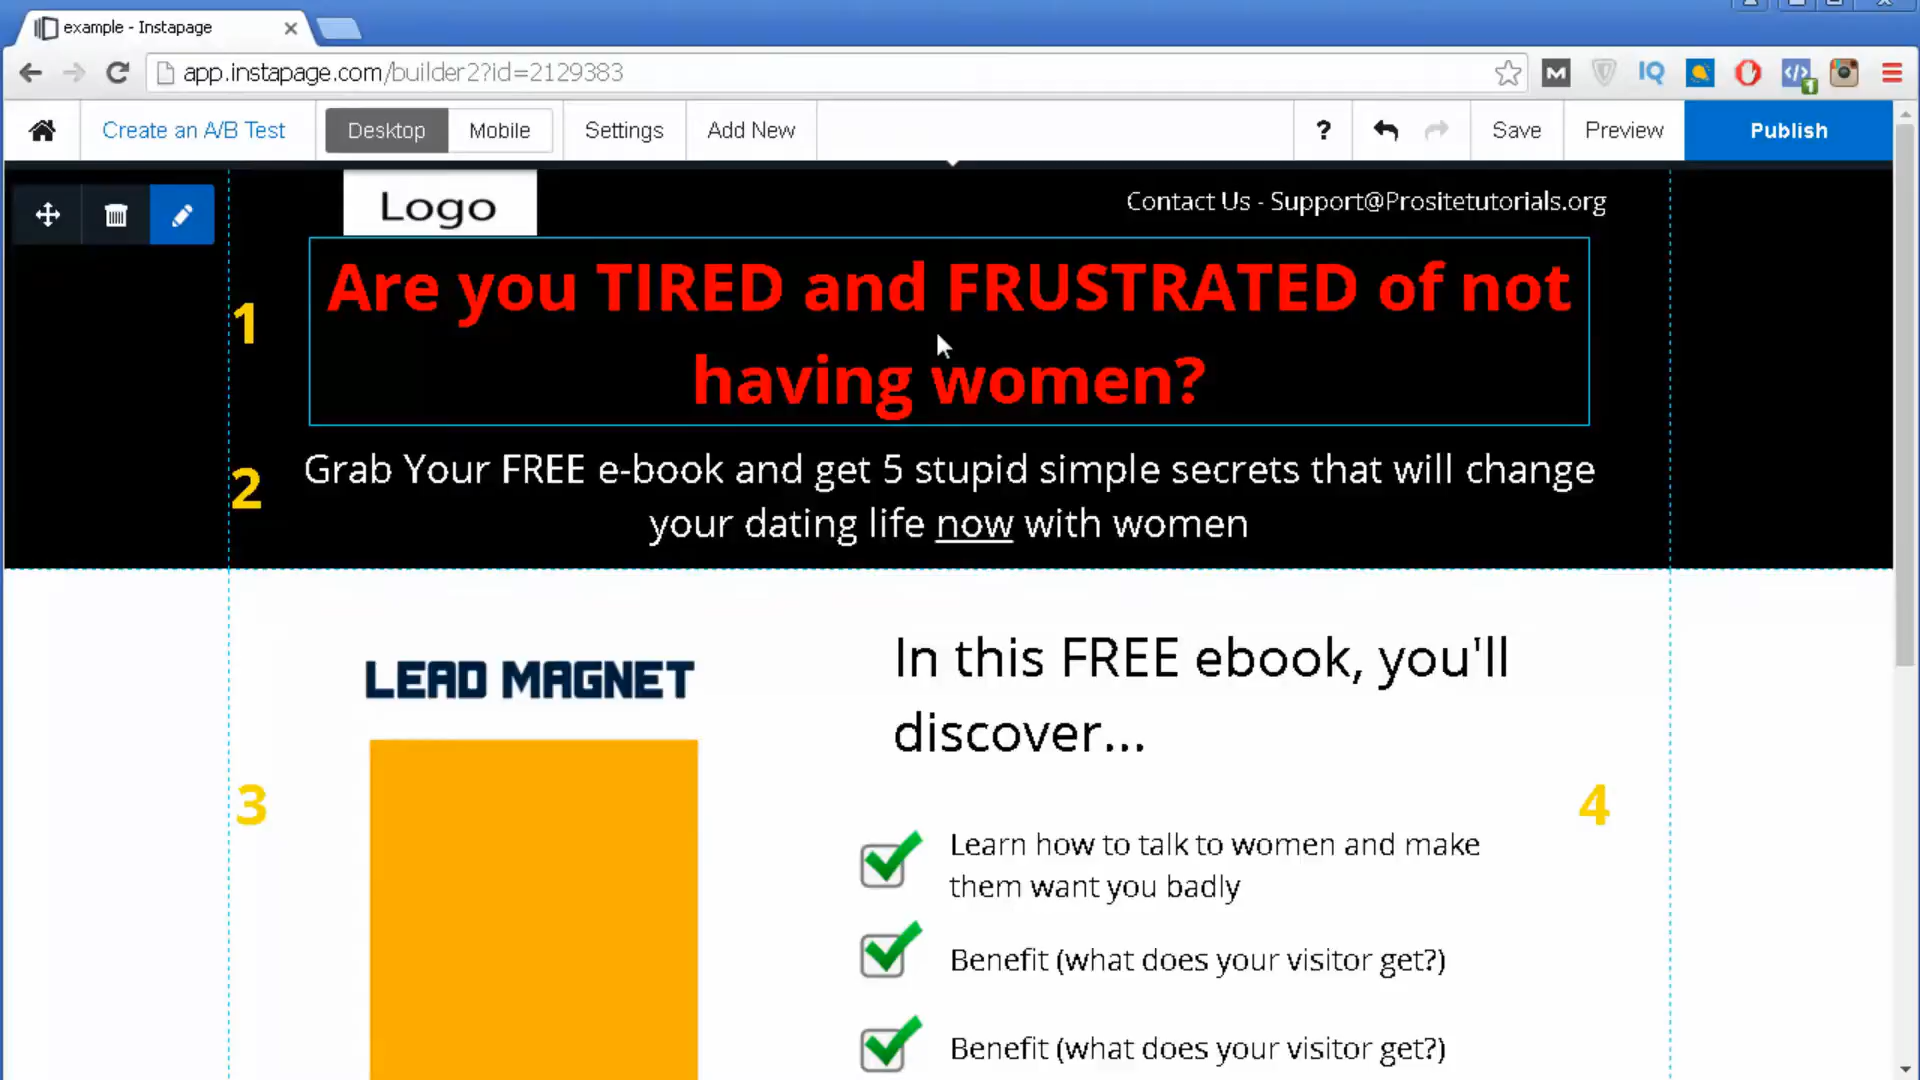 example - Instapage
app.instapage.com/builder2?id=2129383
M IQ 1
Create an A/B Test Desktop Mobile Settings Add New ? Save Preview Publish
Logo
Contact Us - Support@Prositetutorials.org
1
Are you TIRED and FRUSTRATED of not
having women?
2
Grab Your FREE e-book and get 5 stupid simple secrets that will change
your dating life now with women
LEAD MAGNET
3
In this FREE ebook, you'll
discover...
4
Learn how to talk to women and make
them want you badly
Benefit (what does your visitor get?)
Benefit (what does your visitor get?)